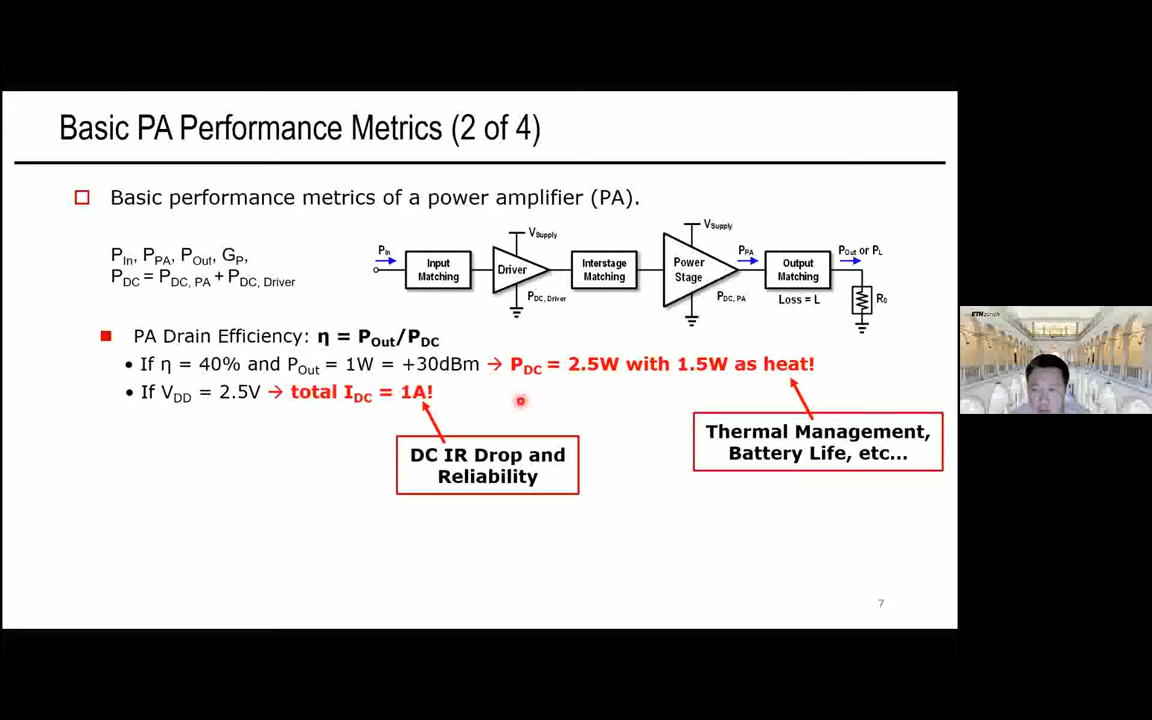 Basic PA Performance Metrics (2 of 4)
Basic performance metrics of a power amplifier (PA).
P_In, P_PA, P_Out, G_P,
P_DC = P_DC, PA + P_DC, Driver
P_In
Input
Matching
Driver
V_Supply
P_DC, Driver
Interstage
Matching
Power
Stage
V_Supply
P_DC, PA
P_PA
Output
Matching
Loss = L
P_Out or P_L
R_0
PA Drain Efficiency: η = P_Out/P_DC
• If η = 40% and P_Out = 1W = +30dBm → P_DC = 2.5W with 1.5W as heat!
• If V_DD = 2.5V → total I_DC = 1A!
Thermal Management,
Battery Life, etc...
DC IR Drop and
Reliability
7
ETH zürich